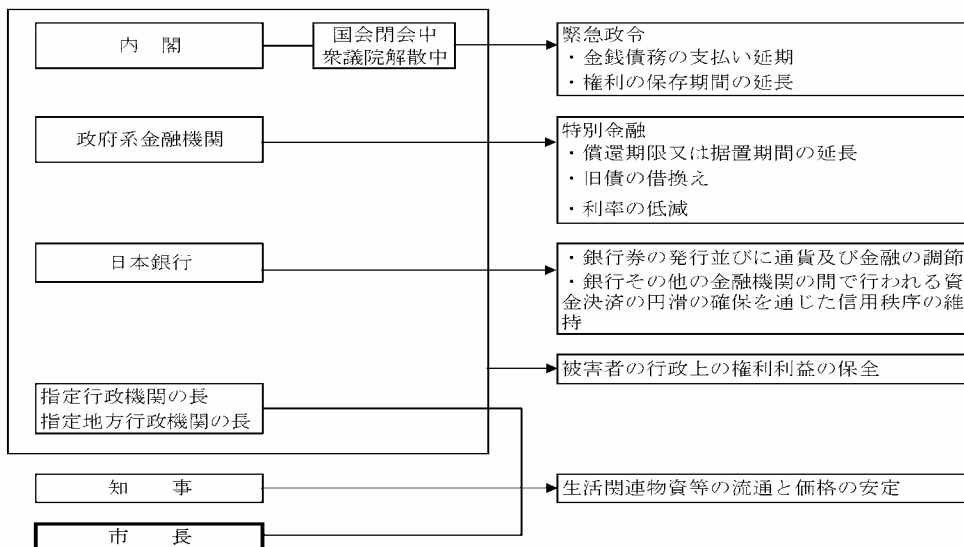 内　閣
国会閉会中
衆議院解散中
緊急政令
・金銭債務の支払い延期
・権利の保存期間の延長
政府系金融機関
特別金融
・償還期限又は据置期間の延長
・旧債の借換え
・利率の低減
日本銀行
・銀行券の発行並びに通貨及び金融の調節
・銀行その他の金融機関の間で行われる資
金決済の円滑の確保を通じた信用秩序の維
持
被害者の行政上の権利利益の保全
指定行政機関の長
指定地方行政機関の長
知　　事
生活関連物資等の流通と価格の安定
市　　長